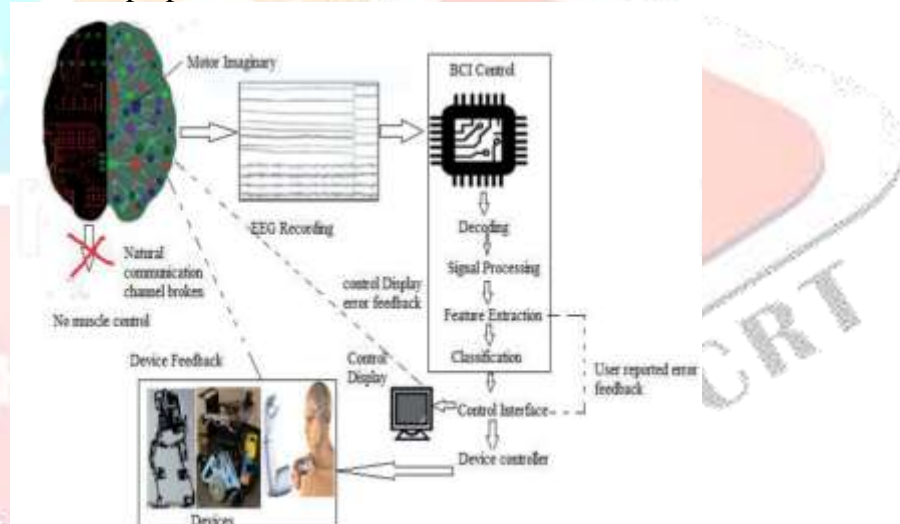 Motor Imaginary
BCI Control
EEG Recording
Decoding
Signal Processing
Feature Extraction
Classification
Natural
communication
channel broken
No muscle control
control Display
error feedback
Device Feedback
Control
Display
User reported error
feedback
Control Interface
Device controller
Devices
CRT